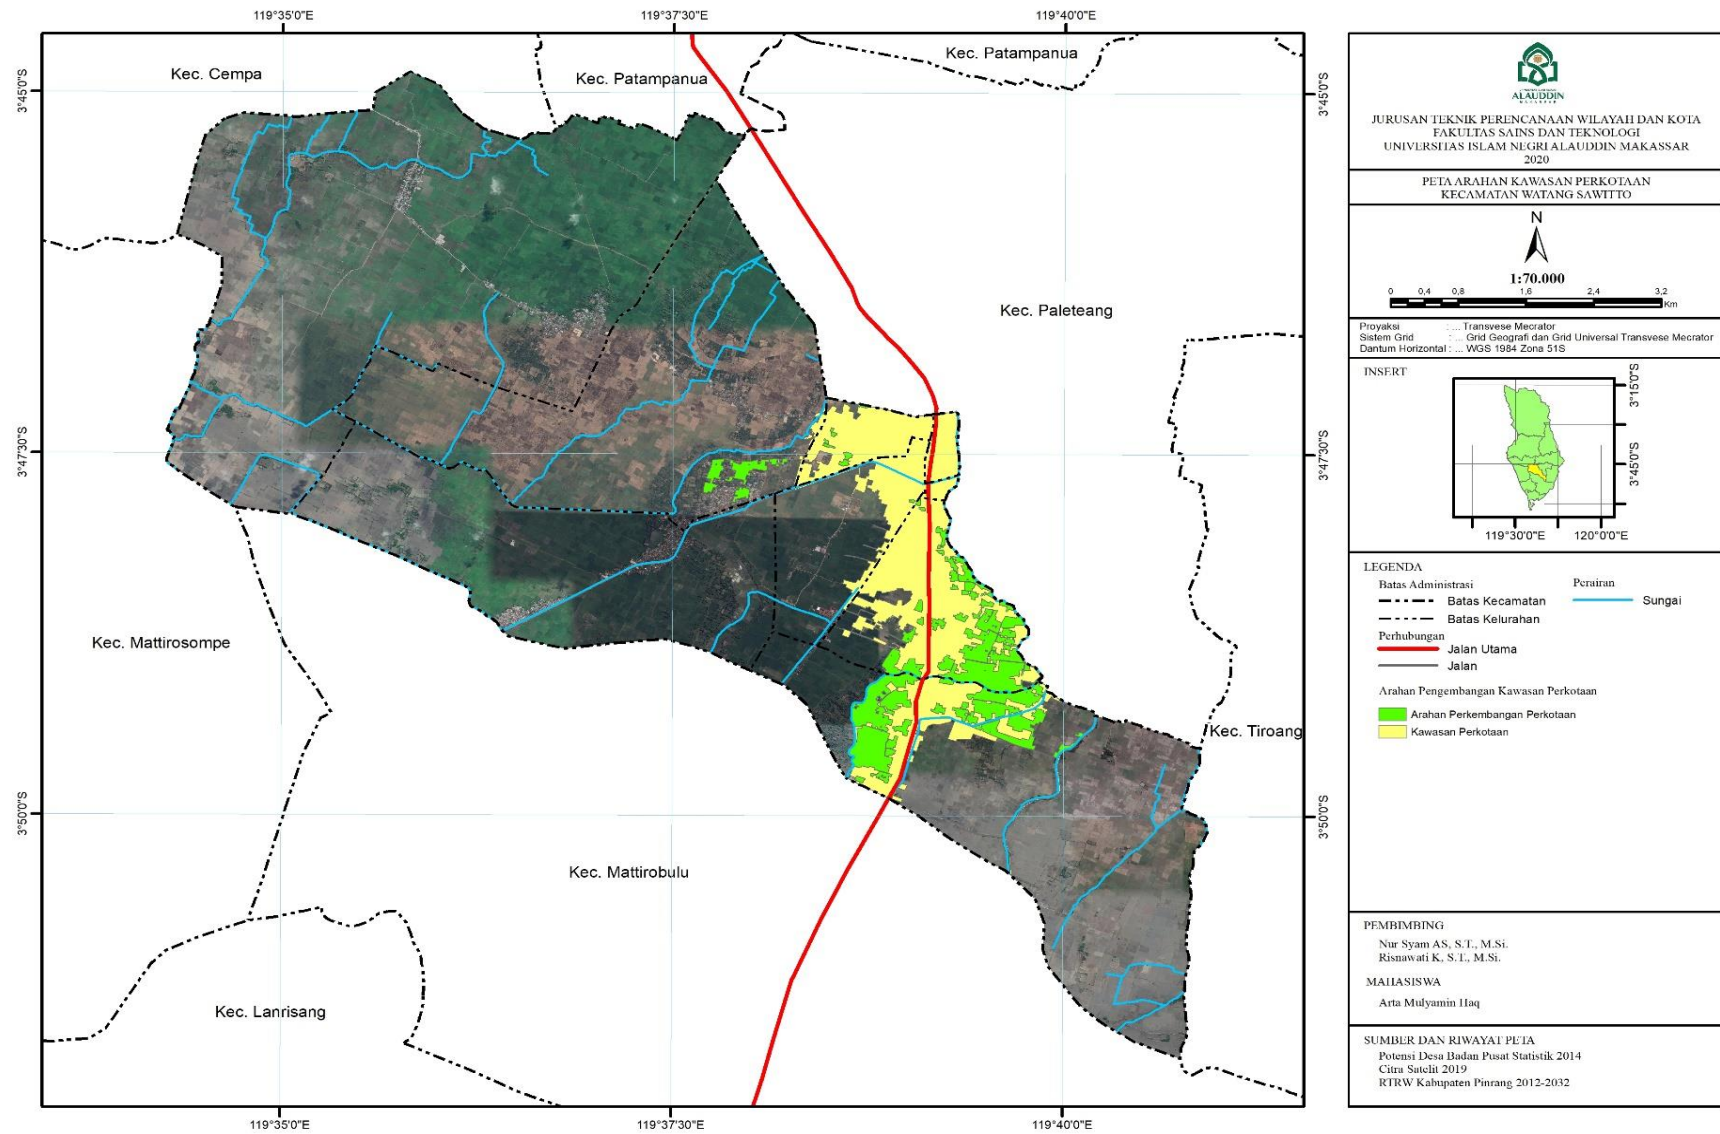 119°35'0"E 119°37'30"E 119°40'0"E
3°45'0"S 3°45'0"S
3°47'30"S 3°47'30"S
3°50'0"S 3°50'0"S
119°35'0"E 119°37'30"E 119°40'0"E
Kec. Cempa
Kec. Patampanua
Kec. Patampanua
Kec. Paleteang
Kec. Mattirosompe
Kec. Tiroang
Kec. Mattirobulu
Kec. Lanrisang
ALAUDDIN
JURUSAN TEKNIK PERENCANAAN WILAYAH DAN KOTA
FAKULTAS SAINS DAN TEKNOLOGI
UNIVERSITAS ISLAM NEGRI ALAUDDIN MAKASSAR
2020
PETA ARAHAN KAWASAN PERKOTAAN
KECAMATAN WATANG SAWITTO
N
1:70.000
0 0,4 0,8 1,6 2,4 3,2
Km
Proyaksi : ... Transvese Mecrator
Sistem Grid : ... Grid Geografi dan Grid Universal Transvese Mecrator
Dantum Horizontal : ... WGS 1984 Zona 51S
INSERT
3°15'0"S
3°45'0"S
119°30'0"E 120°0'0"E
LEGENDA
Batas Administrasi Perairan
Batas Kecamatan Sungai
Batas Kelurahan
Perhubungan
Jalan Utama
Jalan
Arahan Pengembangan Kawasan Perkotaan
Arahan Perkembangan Perkotaan
Kawasan Perkotaan
PEMBIMBING
Nur Syam AS, S.T., M.Si.
Risnawati K, S.T., M.Si.
MAHASISWA
Arta Mulyamin Haq
SUMBER DAN RIWAYAT PETA
Potensi Desa Badan Pusat Statistik 2014
Citra Satelit 2019
RTRW Kabupaten Pinrang 2012-2032